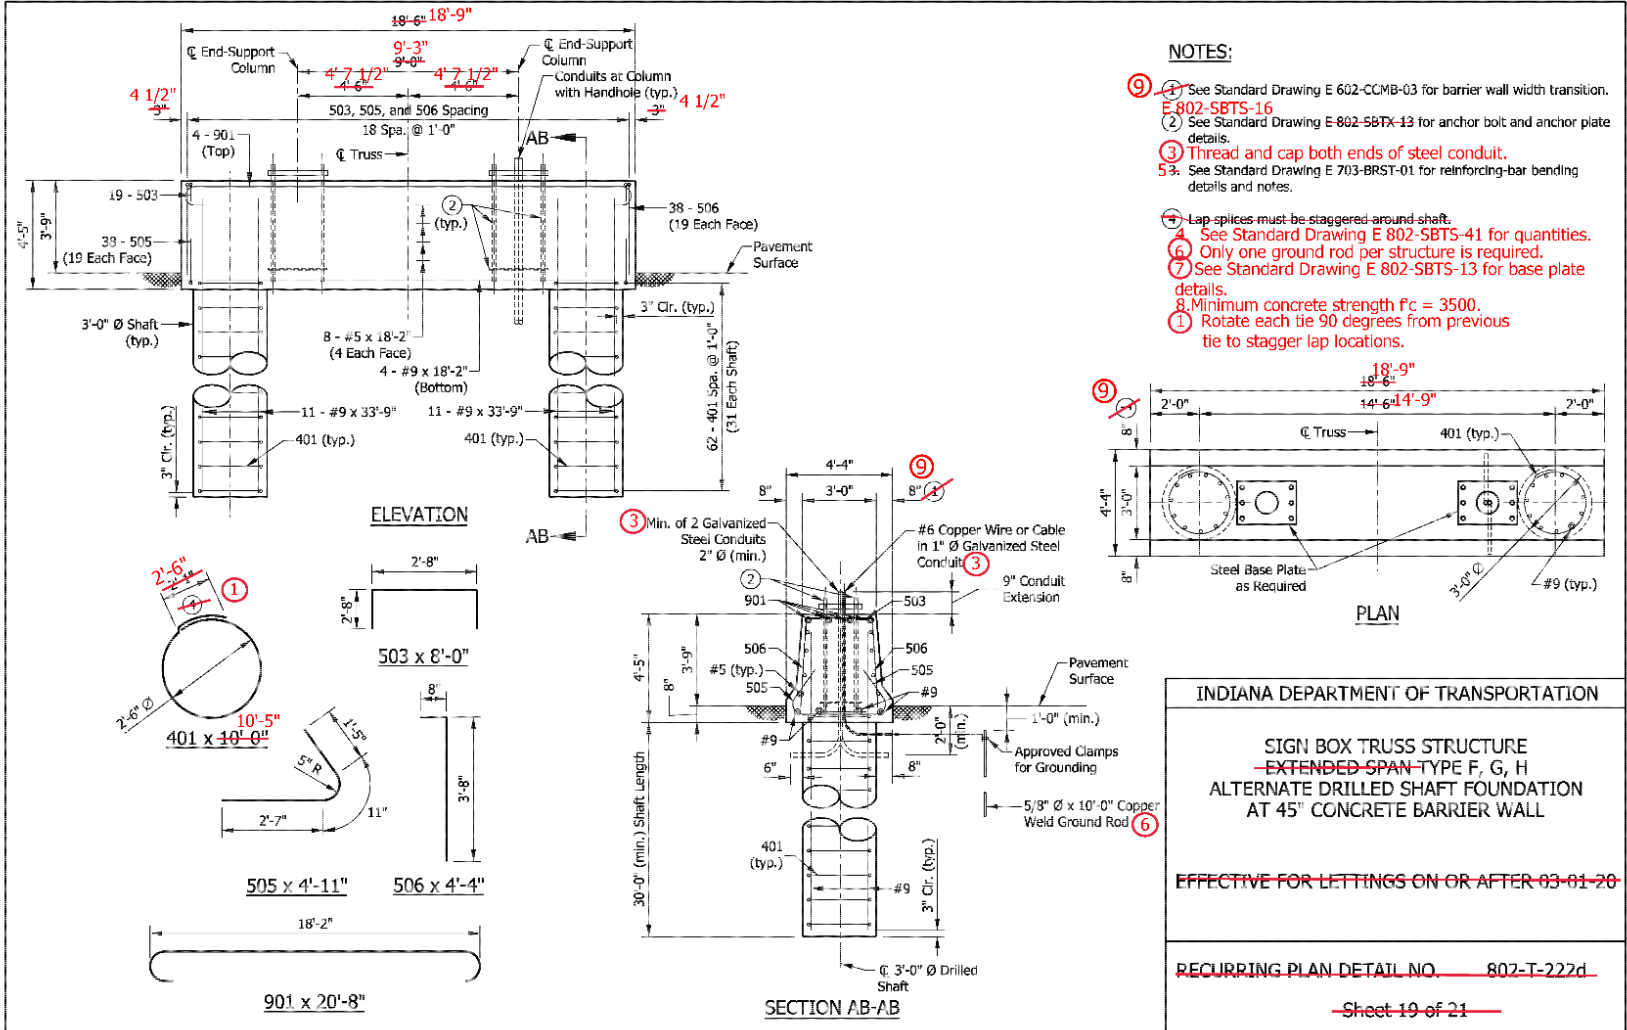 18'-6" 18'-9"
℄ End-Support
Column
9'-3"
9'-0"
℄ End-Support
Column
4' 7 1/2" 4' 7 1/2"
4'-6" 4'-6"
Conduits at Column
with Handhole (typ.)
4 1/2"
3"
503, 505, and 506 Spacing
18 Spa. @ 1'-0"
3" 4 1/2"
4 - 901
(Top)
℄ Truss
AB
19 - 503
2
(typ.)
38 - 506
(19 Each Face)
4'-5"
3'-9"
38 - 505
(19 Each Face)
Pavement
Surface
3'-0" Ø Shaft
(typ.)
3" Clr. (typ.)
8 - #5 x 18'-2"
(4 Each Face)
4 - #9 x 18'-2"
(Bottom)
62 - 401 Spa. @ 1'-0"
(31 Each Shaft)
11 - #9 x 33'-9" 11 - #9 x 33'-9"
401 (typ.) 401 (typ.)
3" Clr. (typ.)
ELEVATION
AB
NOTES:
9 1 See Standard Drawing E 602-CCMB-03 for barrier wall width transition.
E 802-SBTS-16
2 See Standard Drawing E 802-SBTX-13 for anchor bolt and anchor plate
details.
3 Thread and cap both ends of steel conduit.
5 3. See Standard Drawing E 703-BRST-01 for reinforcing-bar bending
details and notes.
4 Lap splices must be staggered around shaft.
4. See Standard Drawing E 802-SBTS-41 for quantities.
6 Only one ground rod per structure is required.
7 See Standard Drawing E 802-SBTS-13 for base plate
details.
8.Minimum concrete strength f'c = 3500.
1 Rotate each tie 90 degrees from previous
tie to stagger lap locations.
18'-9"
18'-6"
9
2'-0" 14'-6" 14'-9" 2'-0"
8"
℄ Truss 401 (typ.)
4'-4"
3'-0"
8"
Steel Base Plate
as Required
3'-0" Ø
#9 (typ.)
PLAN
2'-6"
4 1
2'-6" Ø
10'-5"
401 x 10'-0"
2'-8"
2'-8"
503 x 8'-0"
5" R
1'-5"
2'-7"
11"
505 x 4'-11"
8"
3'-8"
506 x 4'-4"
18'-2"
901 x 20'-8"
4'-4"
9
8" 3'-0" 8" 1
3 Min. of 2 Galvanized
Steel Conduits
2" Ø (min.)
#6 Copper Wire or Cable
in 1" Ø Galvanized Steel
Conduit 3
2
901
9" Conduit
Extension
503
506 506
#5 (typ.) 505
505 #9
4'-5"
3'-9"
8"
Pavement
Surface
1'-0" (min.)
2'-0"
(min.)
#9
6" 8"
Approved Clamps
for Grounding
5/8" Ø x 10'-0" Copper
Weld Ground Rod 6
30'-0" (min.) Shaft Length
401
(typ.)
#9
3" Clr. (typ.)
℄ 3'-0" Ø Drilled
Shaft
SECTION AB-AB
INDIANA DEPARTMENT OF TRANSPORTATION
SIGN BOX TRUSS STRUCTURE
EXTENDED SPAN TYPE F, G, H
ALTERNATE DRILLED SHAFT FOUNDATION
AT 45" CONCRETE BARRIER WALL
EFFECTIVE FOR LETTINGS ON OR AFTER 03-01-20
RECURRING PLAN DETAIL NO. 802-T-222d
Sheet 19 of 21